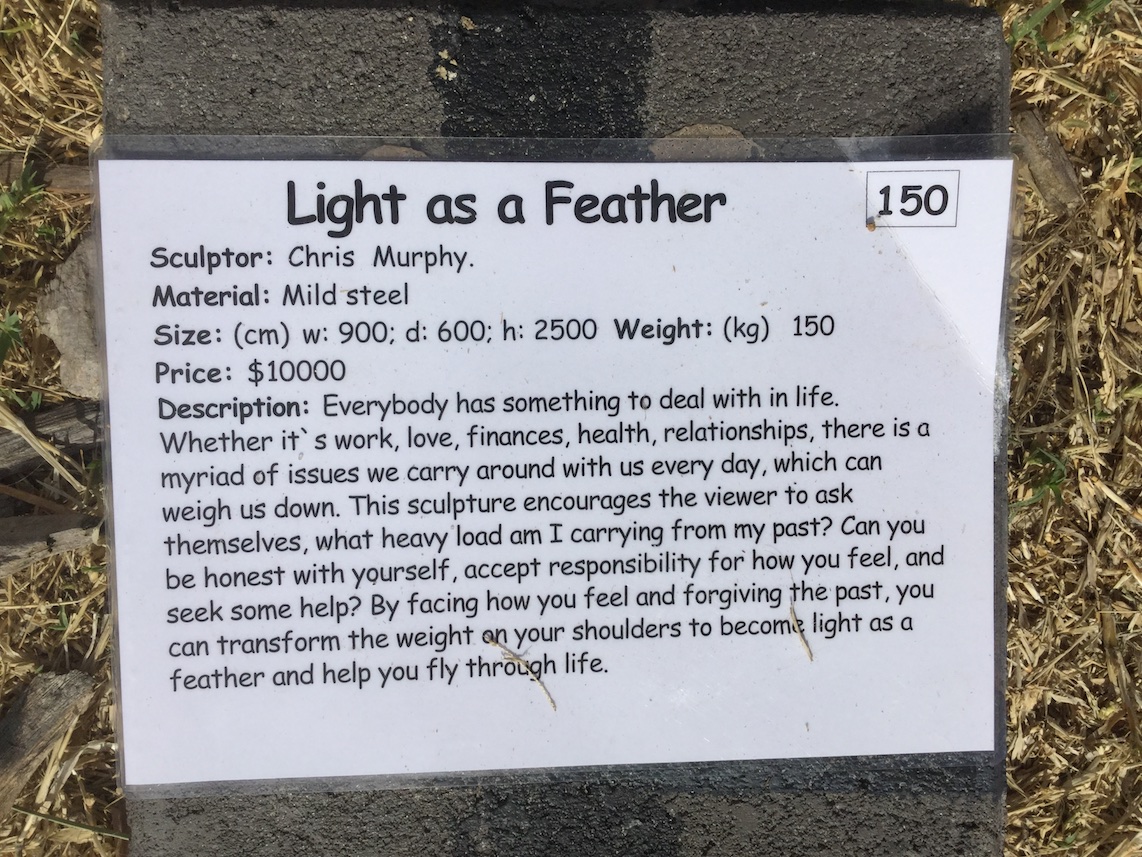 Light as a Feather
150
Sculptor: Chris Murphy.
Material: Mild steel
Size: (cm) w: 900; d: 600; h: 2500 Weight: (kg) 150
Price: $10000
Description: Everybody has something to deal with in life.
Whether it`s work, love, finances, health, relationships, there is a
myriad of issues we carry around with us every day, which can
weigh us down. This sculpture encourages the viewer to ask
themselves, what heavy load am I carrying from my past? Can you
be honest with yourself, accept responsibility for how you feel, and
seek some help? By facing how you feel and forgiving the past, you
can transform the weight on your shoulders to become light as a
feather and help you fly through life.